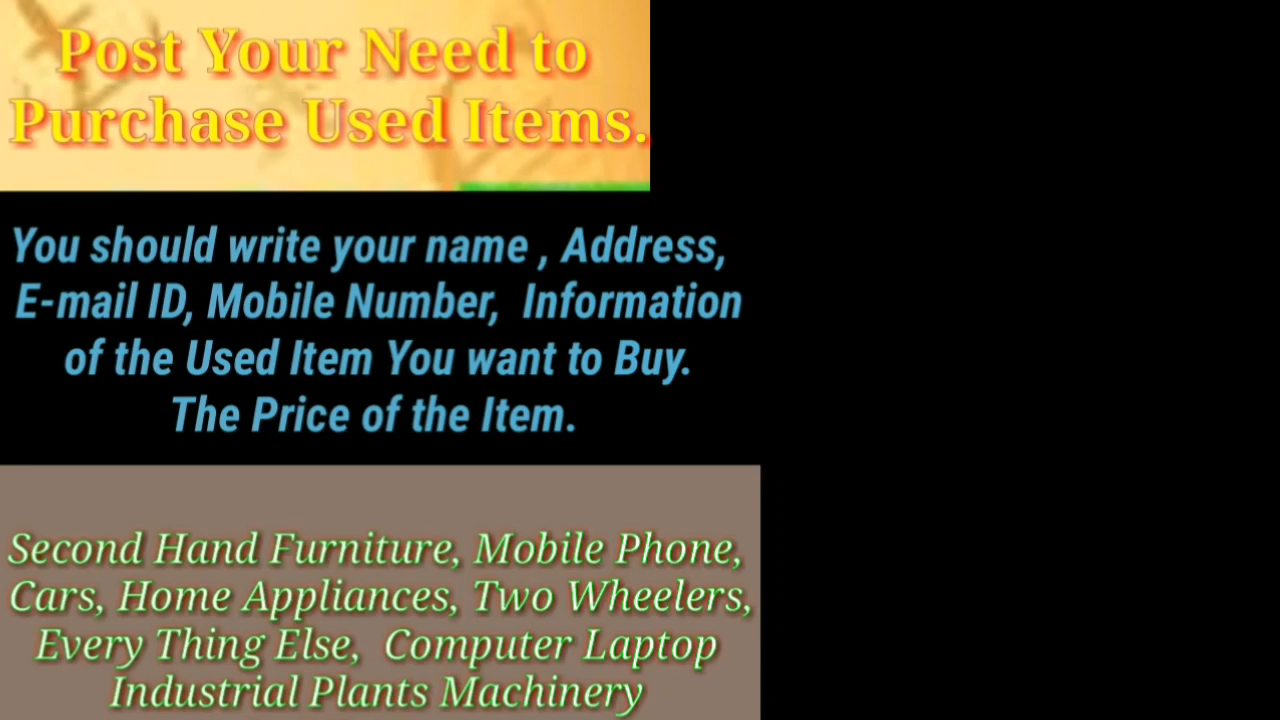 Post Your Need to
Purchase Used Items.
You should write your name , Address,
E-mail ID, Mobile Number, Information
of the Used Item You want to Buy.
The Price of the Item.
Second Hand Furniture, Mobile Phone,
Cars, Home Appliances, Two Wheelers,
Every Thing Else, Computer Laptop
Industrial Plants Machinery